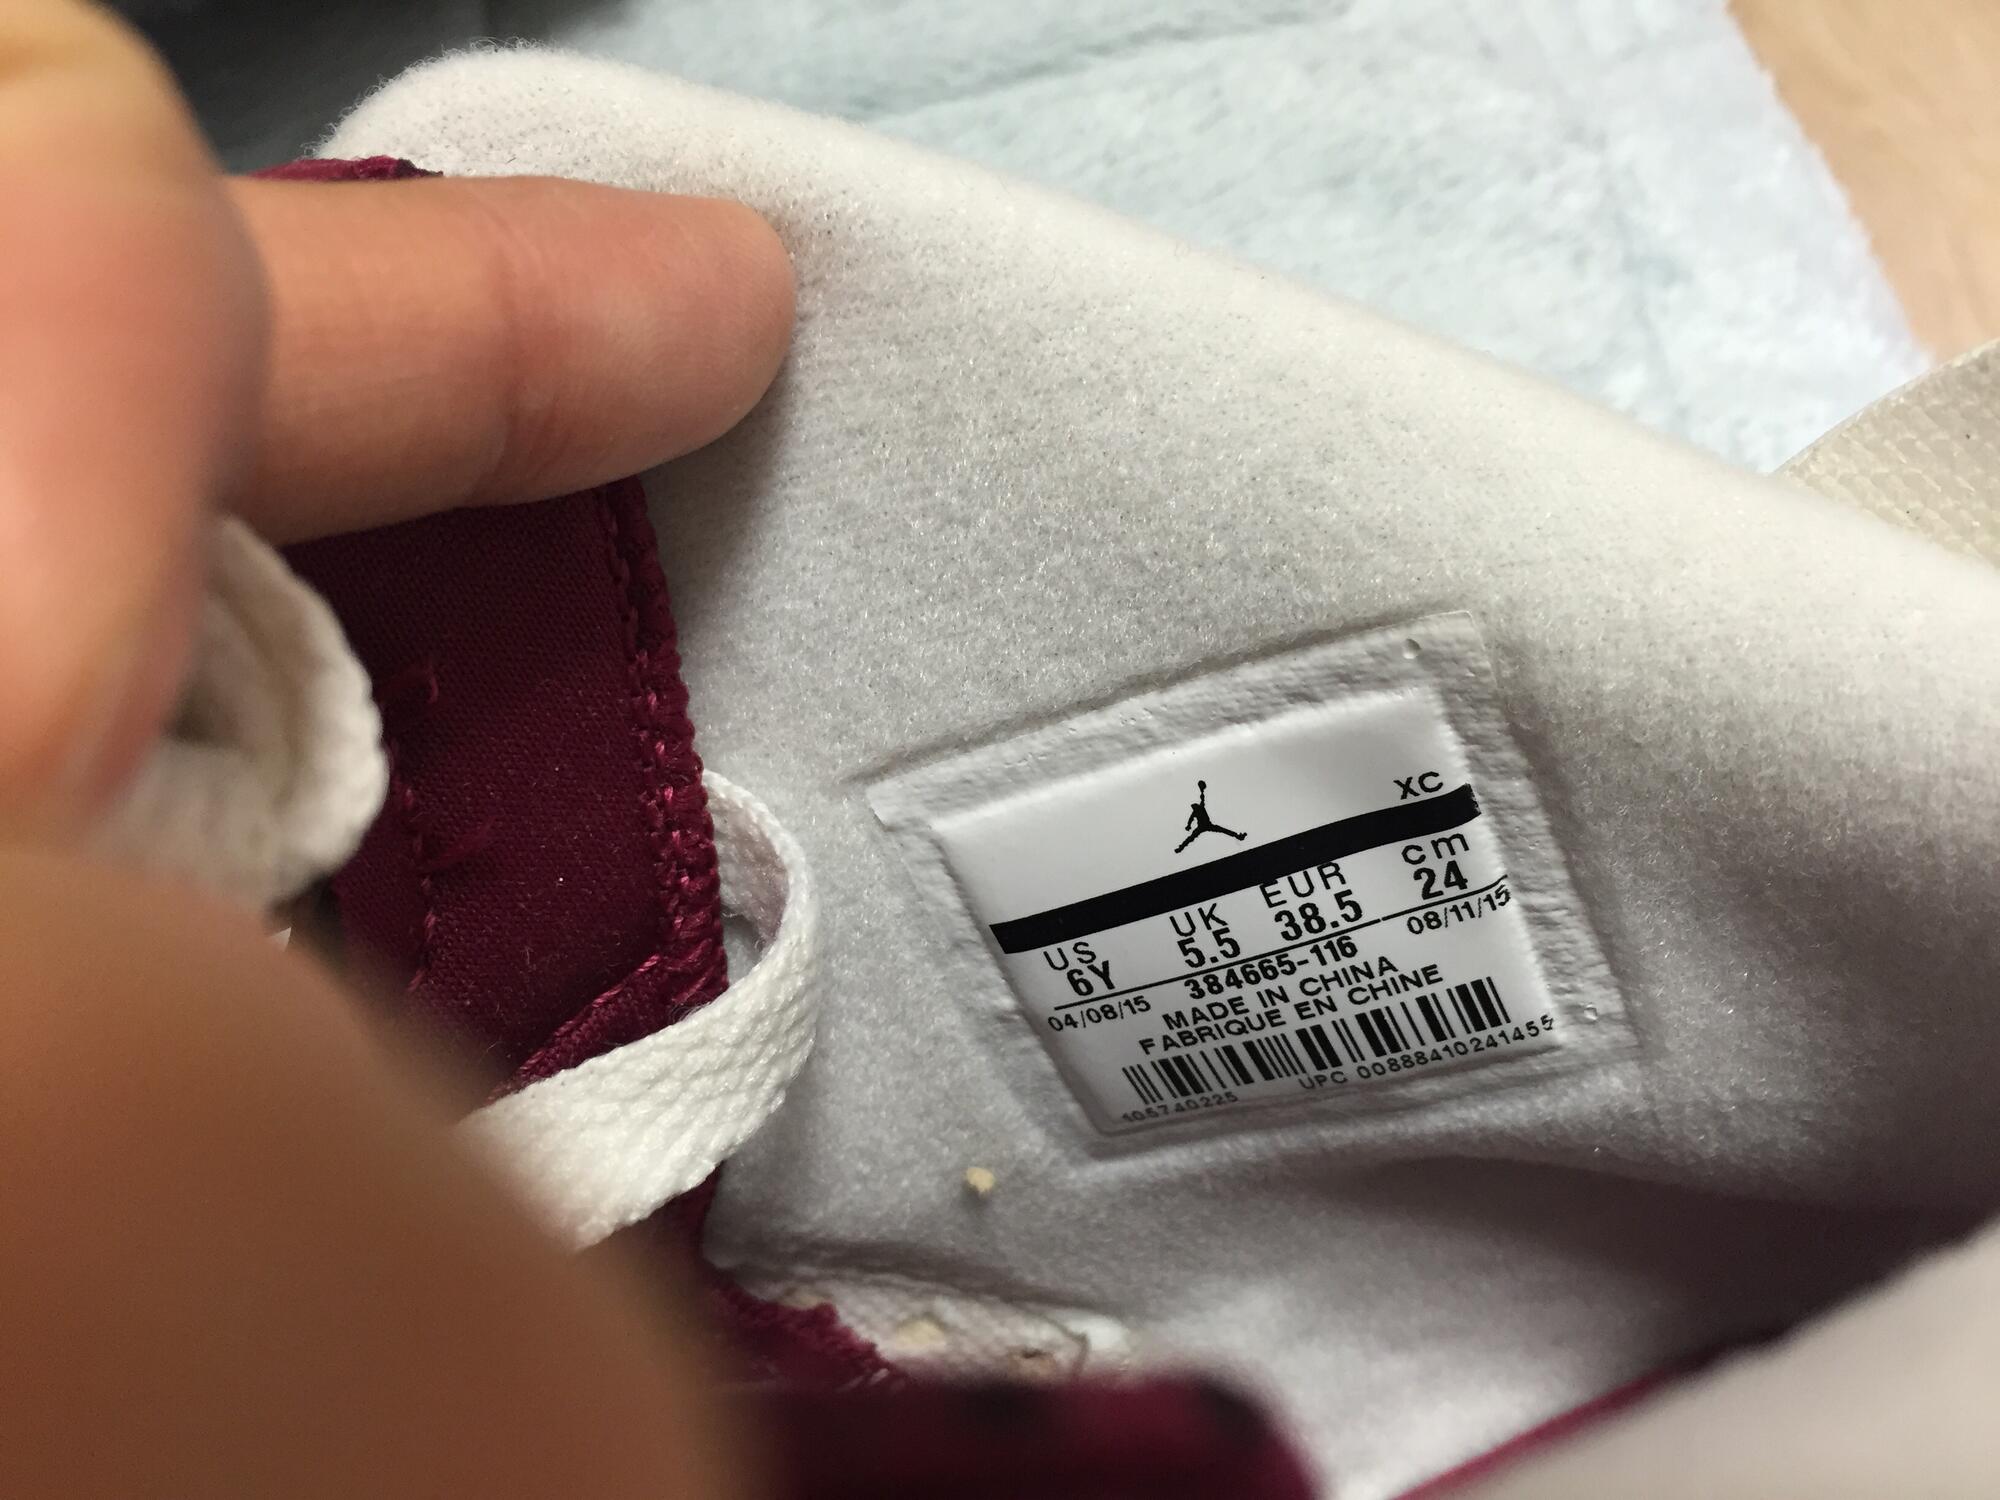 XC
US UK EUR cm
6Y 5.5 38.5 24
04/08/15 384665-116 08/11/15
MADE IN CHINA
FABRIQUE EN CHINE
105740225 UPC 00888410241455